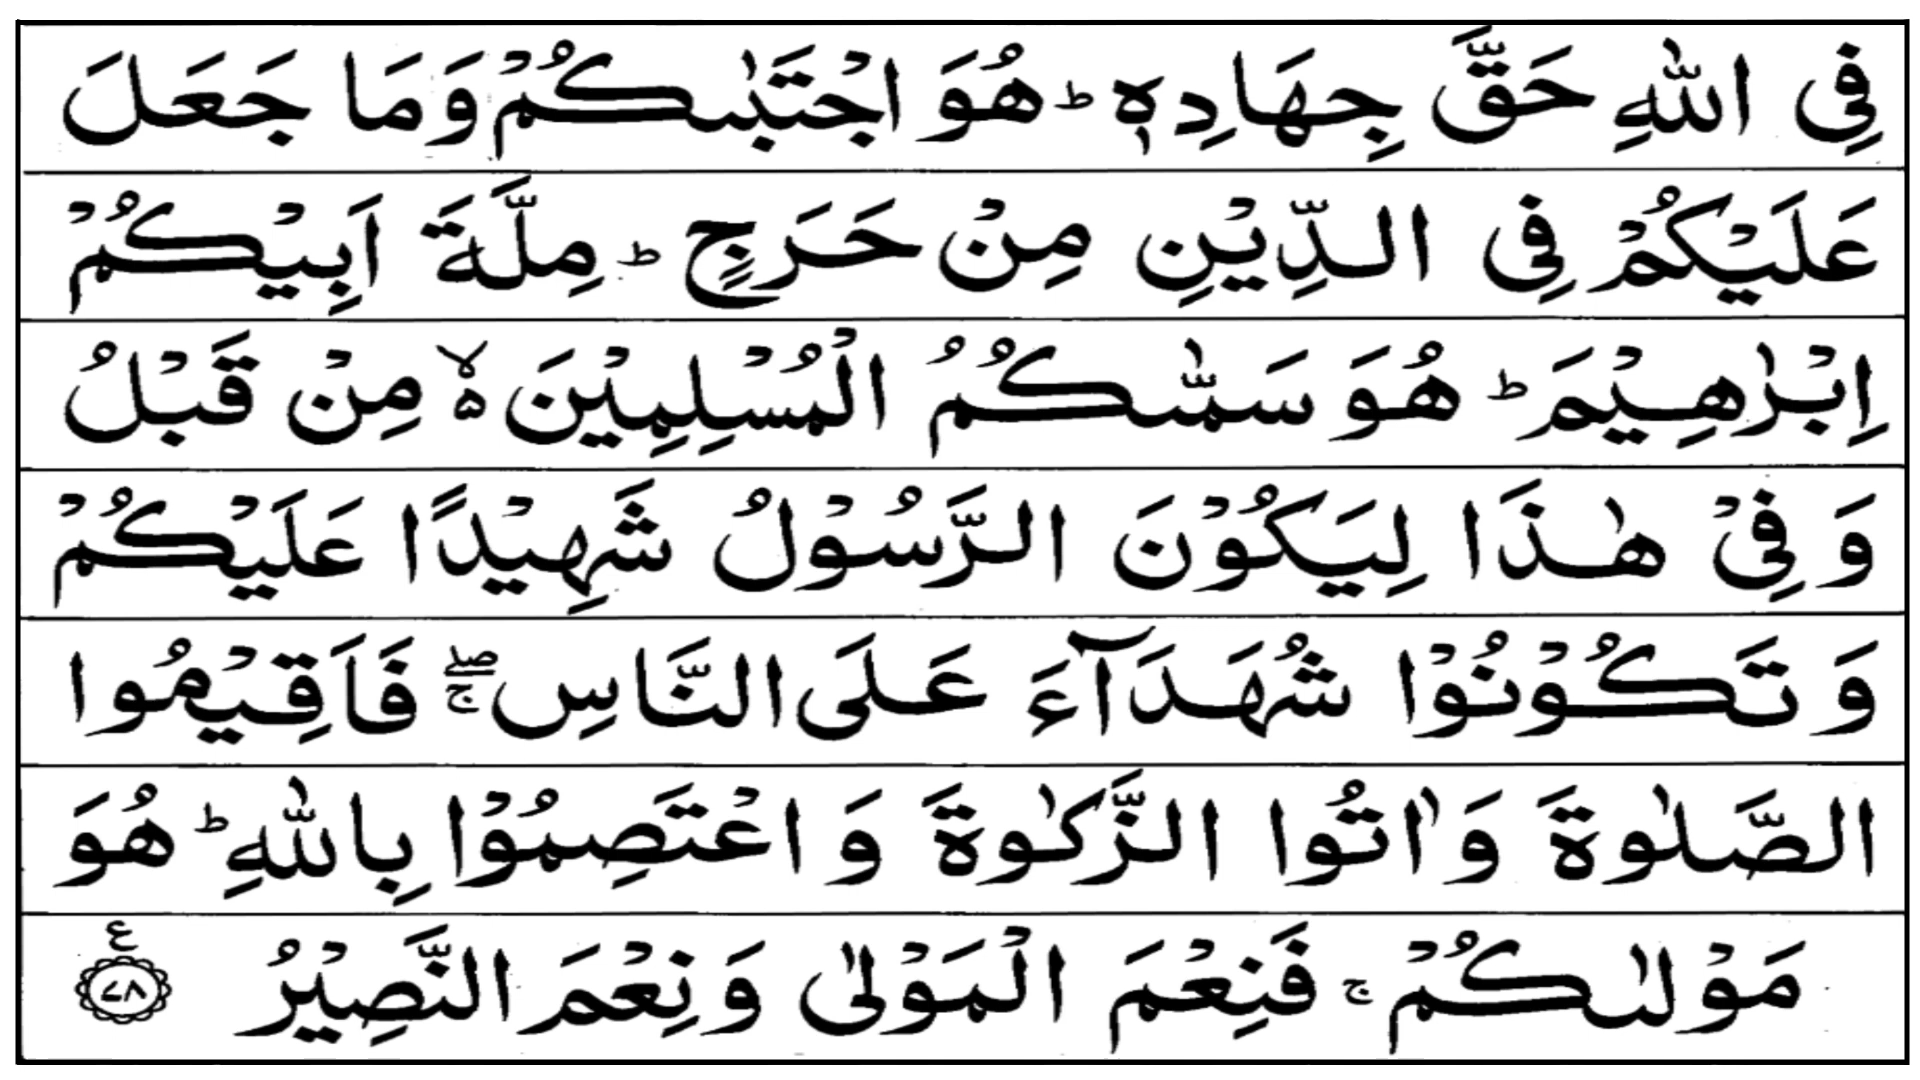 فِی اللّٰهِ حَقَّ جِهَادِهٖ ؕ هُوَ اجْتَبٰىكُمْ وَمَا جَعَلَ
عَلَیْكُمْ فِی الدِّیْنِ مِنْ حَرَجٍ ؕ مِلَّةَ اَبِیْكُمْ
اِبْرٰهِیْمَ ؕ هُوَ سَمّٰىكُمُ الْمُسْلِمِیْنَ ۙ۬ مِنْ قَبْلُ
وَ فِیْ هٰذَا لِیَكُوْنَ الرَّسُوْلُ شَهِیْدًا عَلَیْكُمْ
وَ تَكُوْنُوْا شُهَدَآءَ عَلَی النَّاسِ ۖۚ فَاَقِیْمُوا
الصَّلٰوةَ وَ اٰتُوا الزَّكٰوةَ وَ اعْتَصِمُوْا بِاللّٰهِ ؕ هُوَ
مَوْلٰىكُمْ ۚ فَنِعْمَ الْمَوْلٰی وَ نِعْمَ النَّصِیْرُ ۧ ﴿۷۸﴾